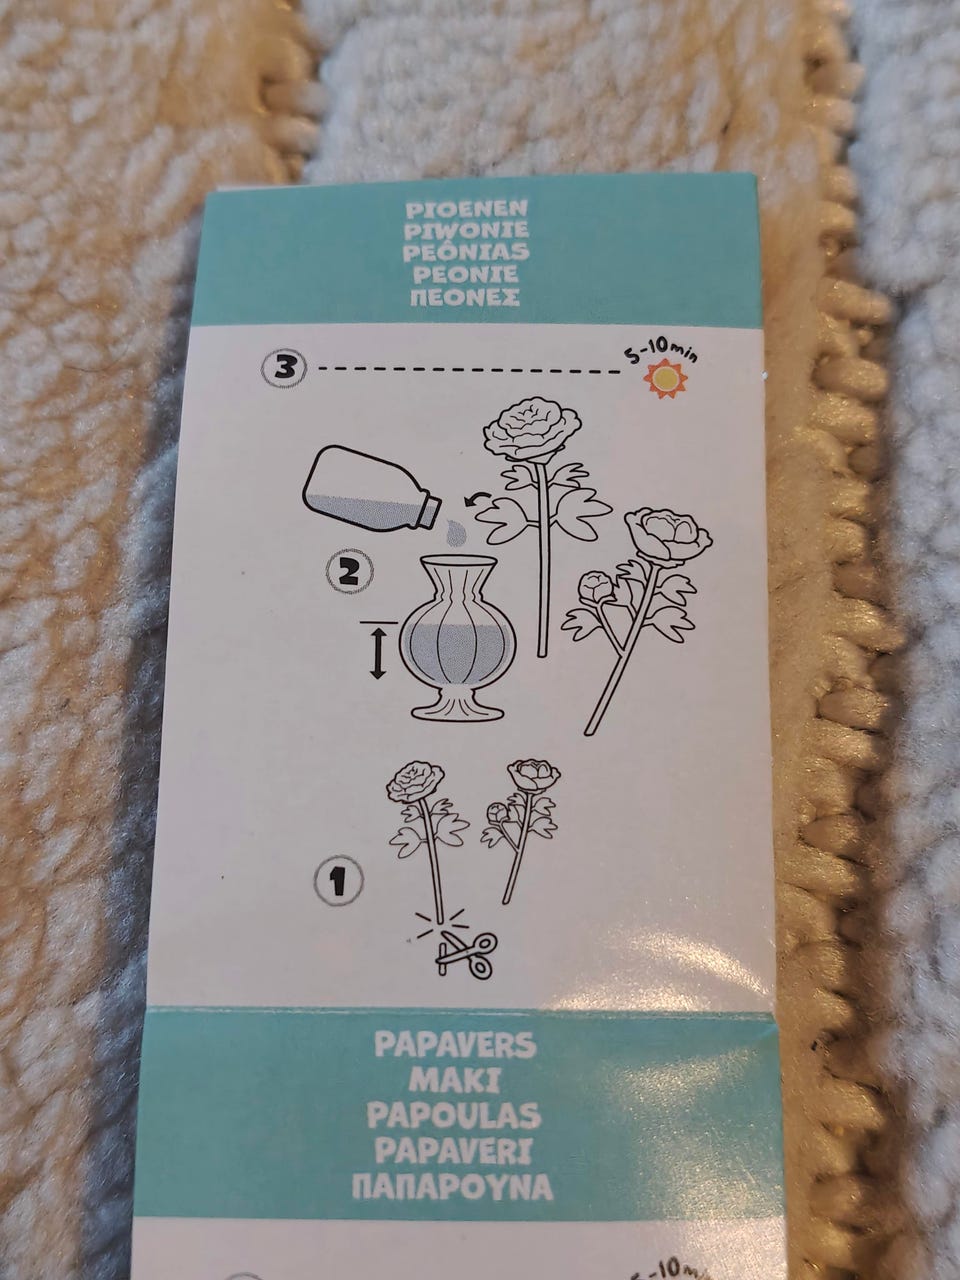 PIOENEN
PIWONIE
PEÔNIAS
PEONIE
ΠΕΟΝΕΣ
3
5-10min
2
1
PAPAVERS
MAKI
PAPOULAS
PAPAVERI
ΠΑΠΑΡΟΥΝΑ